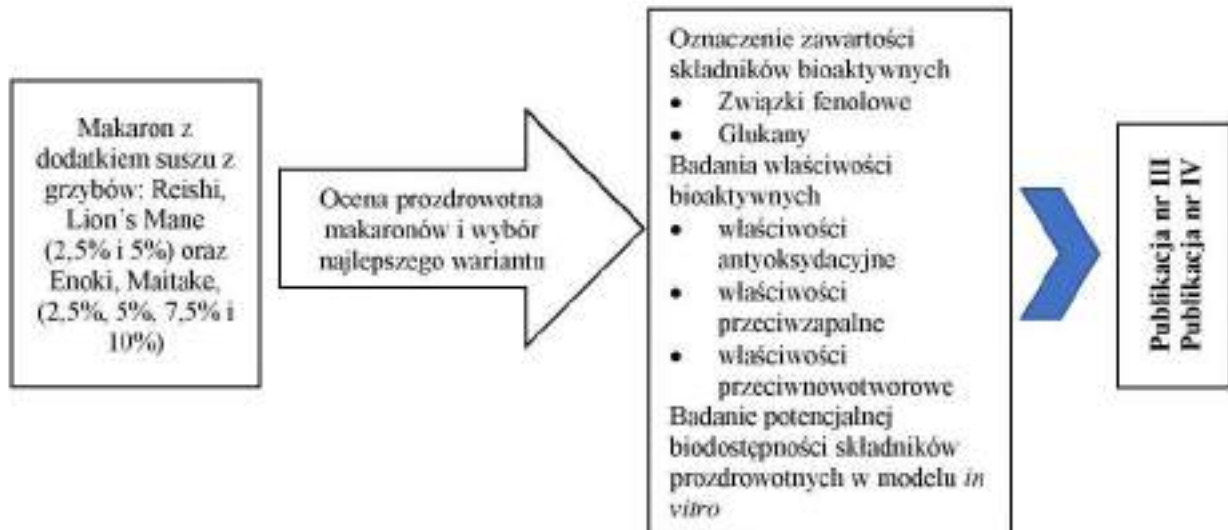 Makaron z
dodatkiem suszu z
grzybów: Reishi,
Lion's Mane
(2,5% i 5%) oraz
Enoki, Maitake,
(2,5%, 5%, 7,5% i
10%)
Ocena prozdrowotna
makaronów i wybór
najlepszego wariantu
Oznaczenie zawartości
składników bioaktywnych
• Związki fenolowe
• Glukany
Badania właściwości
bioaktywnych
• właściwości
antyoksydacyjne
• właściwości
przeciwzapalne
• właściwości
przeciwnowotworowe
Badanie potencjalnej
biodostępności składników
prozdrowotnych w modelu in
vitro
Publikacja nr III
Publikacja nr IV